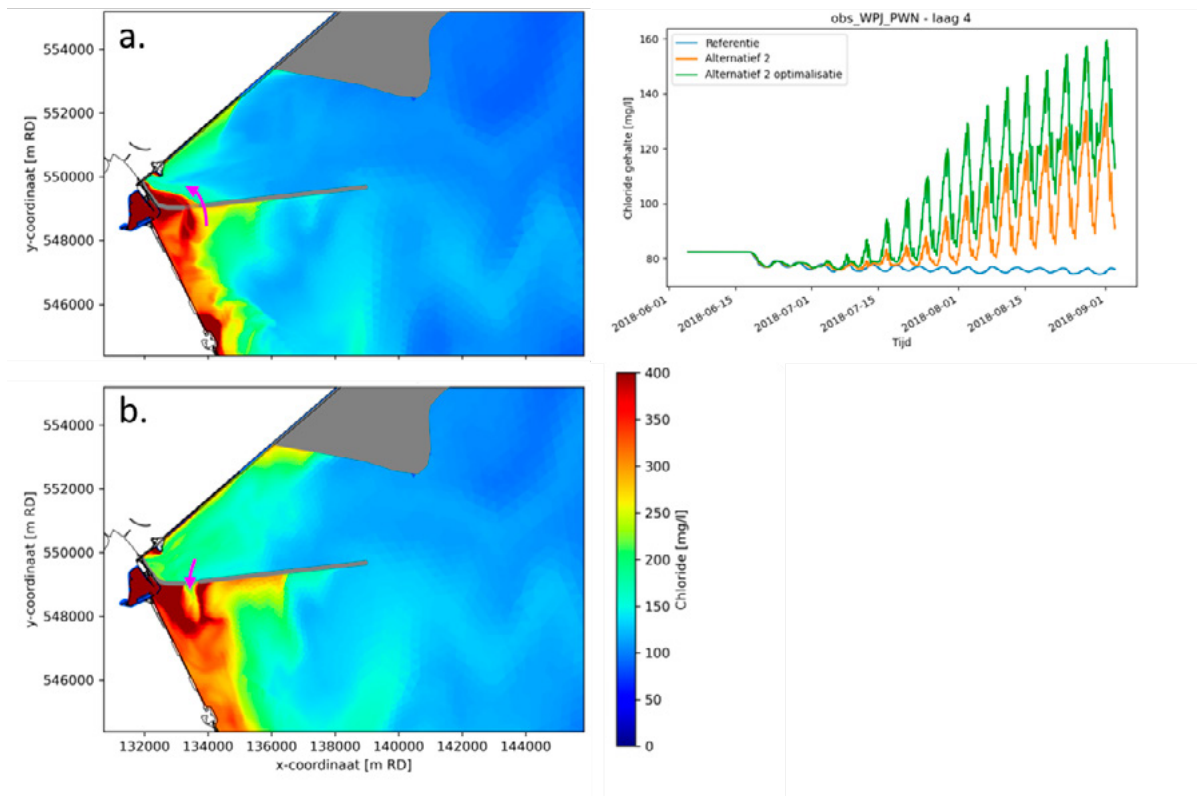 a.
554000
552000
550000
548000
546000
y-coordinaat [m RD]
obs_WPJ_PWN - laag 4
Referentie
Alternatief 2
Alternatief 2 optimalisatie
160
140
120
100
80
Chloride gehalte [mg/l]
2018-06-01
2018-06-15
2018-07-01
2018-07-15
2018-08-01
2018-08-15
2018-09-01
Tijd
b.
554000
552000
550000
548000
546000
y-coordinaat [m RD]
132000 134000 136000 138000 140000 142000 144000
x-coordinaat [m RD]
400
350
300
250
200
150
100
50
0
Chloride [mg/l]